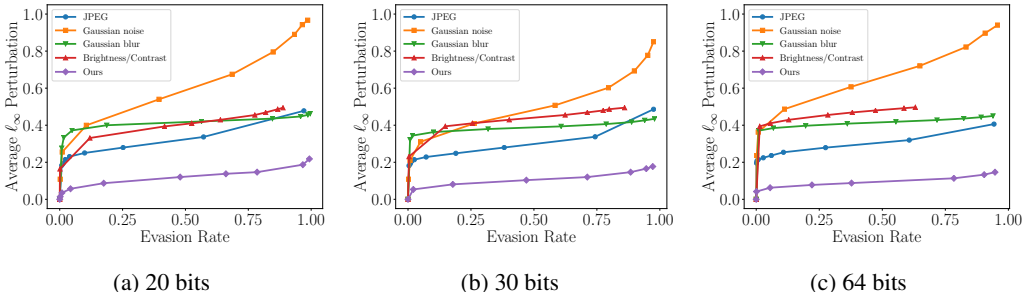 Average ℓ∞ Perturbation
1.0
0.8
0.6
0.4
0.2
0.0
JPEG
Gaussian noise
Gaussian blur
Brightness/Contrast
Ours
0.00 0.25 0.50 0.75 1.00
Evasion Rate
(a) 20 bits
Average ℓ∞ Perturbation
1.0
0.8
0.6
0.4
0.2
0.0
JPEG
Gaussian noise
Gaussian blur
Brightness/Contrast
Ours
0.00 0.25 0.50 0.75 1.00
Evasion Rate
(b) 30 bits
Average ℓ∞ Perturbation
1.0
0.8
0.6
0.4
0.2
0.0
JPEG
Gaussian noise
Gaussian blur
Brightness/Contrast
Ours
0.00 0.25 0.50 0.75 1.00
Evasion Rate
(c) 64 bits